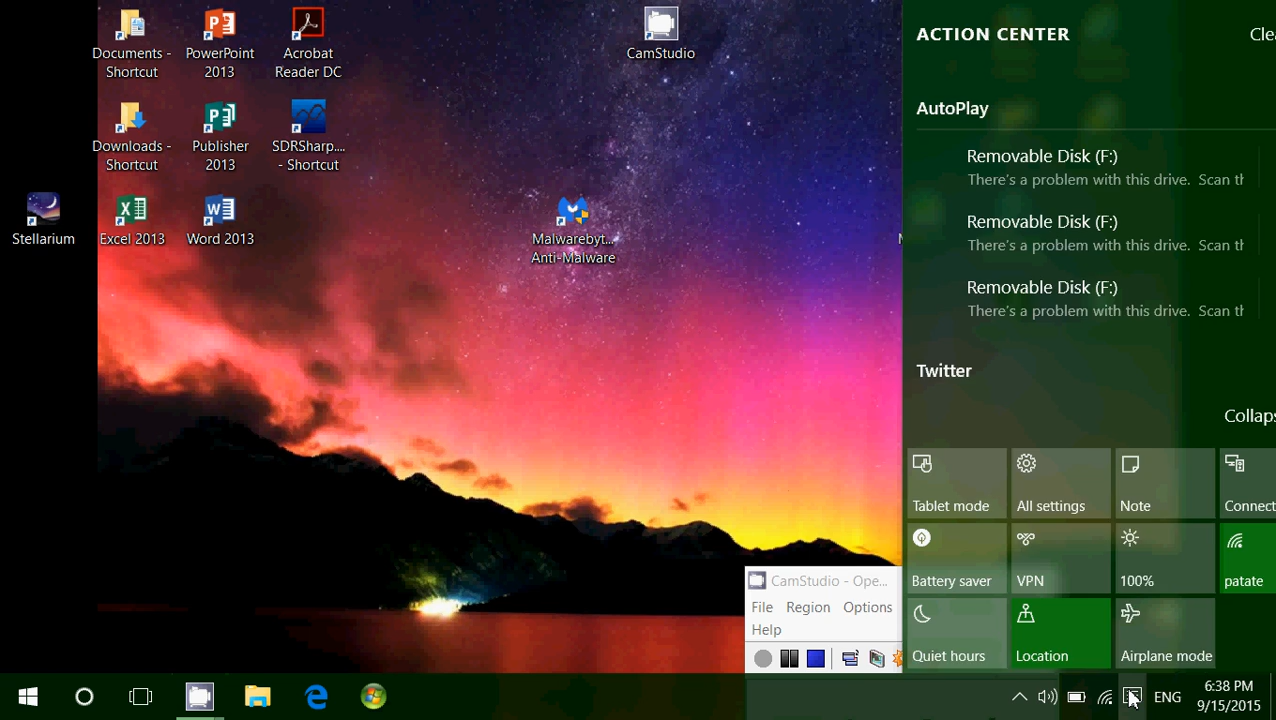 Documents -
Shortcut
PowerPoint
2013
Acrobat
Reader DC
CamStudio
Downloads -
Shortcut
Publisher
2013
SDRSharp....
- Shortcut
Stellarium
Excel 2013
Word 2013
Malwarebyt...
Anti-Malware
ACTION CENTER
Clea
AutoPlay
Removable Disk (F:)
There's a problem with this drive. Scan th
Removable Disk (F:)
There's a problem with this drive. Scan th
Removable Disk (F:)
There's a problem with this drive. Scan th
Twitter
Collaps
Tablet mode
All settings
Note
Connect
Battery saver
VPN
100%
patate
Quiet hours
Location
Airplane mode
CamStudio - Ope...
File Region Options
Help
ENG
6:38 PM
9/15/2015